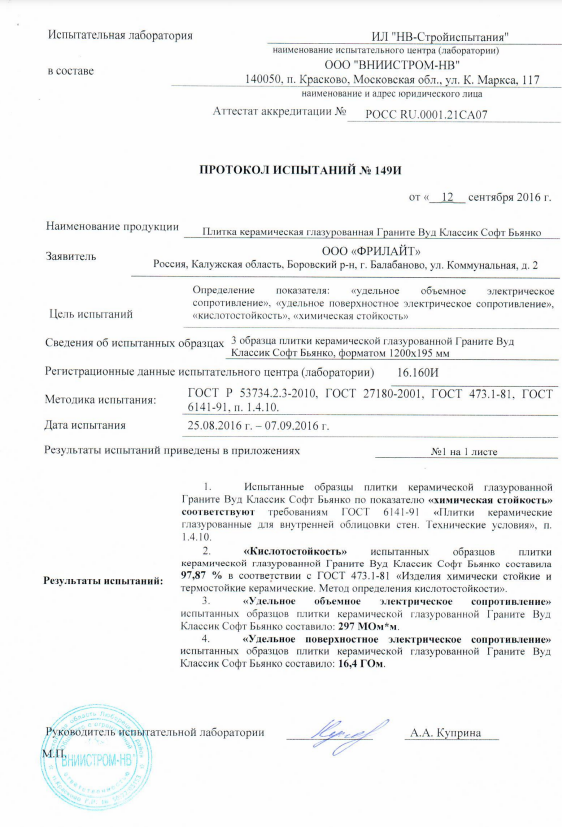 Испытательная лаборатория
ИЛ "НВ-Стройиспытания"
наименование испытательного центра (лаборатории)
в составе
ООО "ВНИИСТРОМ-НВ"
140050, п. Красково, Московская обл., ул. К. Маркса, 117
наименование и адрес юридического лица
Аттестат аккредитации № РОСС RU.0001.21СА07
ПРОТОКОЛ ИСПЫТАНИЙ № 149И
от « 12 сентября 2016 г.
Наименование продукции Плитка керамическая глазурованная Граните Вуд Классик Софт Бьянко
Заявитель
ООО «ФРИЛАЙТ»
Россия, Калужская область, Боровский р-н, г. Балабаново, ул. Коммунальная, д. 2
Цель испытаний
Определение показателя: «удельное объемное электрическое
сопротивление», «удельное поверхностное электрическое сопротивление»,
«кислотостойкость», «химическая стойкость»
Сведения об испытанных образцах 3 образца плитки керамической глазурованной Граните Вуд
Классик Софт Бьянко, форматом 1200х195 мм
Регистрационные данные испытательного центра (лаборатории) 16.160И
Методика испытания:
ГОСТ Р 53734.2.3-2010, ГОСТ 27180-2001, ГОСТ 473.1-81, ГОСТ
6141-91, п. 1.4.10.
Дата испытания 25.08.2016 г. – 07.09.2016 г.
Результаты испытаний приведены в приложениях №1 на 1 листе
Результаты испытаний:
1. Испытанные образцы плитки керамической глазурованной
Граните Вуд Классик Софт Бьянко по показателю «химическая стойкость»
соответствуют требованиям ГОСТ 6141-91 «Плитки керамические
глазурованные для внутренней облицовки стен. Технические условия», п.
1.4.10.
2. «Кислотостойкость» испытанных образцов плитки
керамической глазурованной Граните Вуд Классик Софт Бьянко составила
97,87 % в соответствии с ГОСТ 473.1-81 «Изделия химически стойкие и
термостойкие керамические. Метод определения кислотостойкости».
3. «Удельное объемное электрическое сопротивление»
испытанных образцов плитки керамической глазурованной Граните Вуд
Классик Софт Бьянко составило: 297 МОм*м.
4. «Удельное поверхностное электрическое сопротивление»
испытанных образцов плитки керамической глазурованной Граните Вуд
Классик Софт Бьянко составило: 16,4 ГОм.
Руководитель испытательной лаборатории А.А. Куприна
М.П.
"ВНИИСТРОМ-НВ"